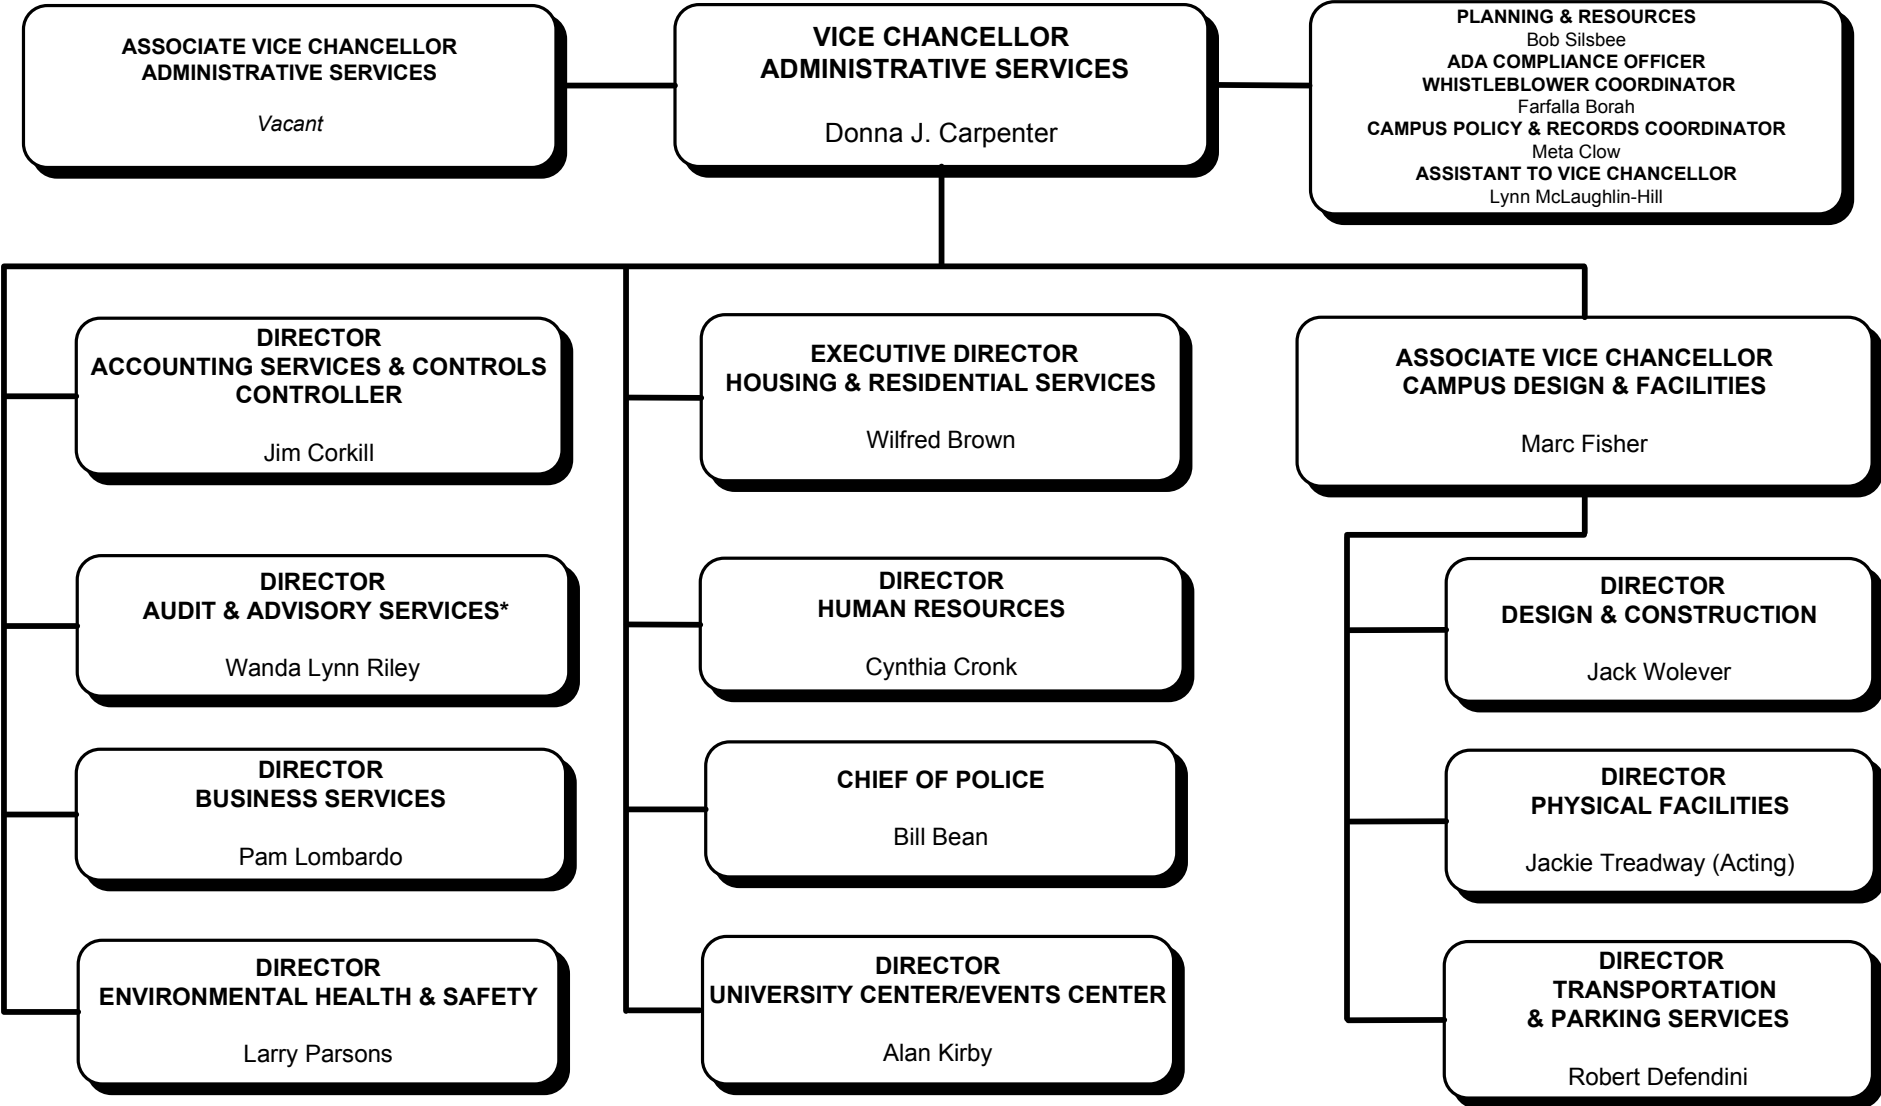 ASSOCIATE VICE CHANCELLOR
ADMINISTRATIVE SERVICES
Vacant
VICE CHANCELLOR
ADMINISTRATIVE SERVICES
Donna J. Carpenter
PLANNING & RESOURCES
Bob Silsbee
ADA COMPLIANCE OFFICER
WHISTLEBLOWER COORDINATOR
Farfalla Borah
CAMPUS POLICY & RECORDS COORDINATOR
Meta Clow
ASSISTANT TO VICE CHANCELLOR
Lynn McLaughlin-Hill
DIRECTOR
ACCOUNTING SERVICES & CONTROLS
CONTROLLER
Jim Corkill
DIRECTOR
AUDIT & ADVISORY SERVICES*
Wanda Lynn Riley
DIRECTOR
BUSINESS SERVICES
Pam Lombardo
DIRECTOR
ENVIRONMENTAL HEALTH & SAFETY
Larry Parsons
EXECUTIVE DIRECTOR
HOUSING & RESIDENTIAL SERVICES
Wilfred Brown
DIRECTOR
HUMAN RESOURCES
Cynthia Cronk
CHIEF OF POLICE
Bill Bean
DIRECTOR
UNIVERSITY CENTER/EVENTS CENTER
Alan Kirby
ASSOCIATE VICE CHANCELLOR
CAMPUS DESIGN & FACILITIES
Marc Fisher
DIRECTOR
DESIGN & CONSTRUCTION
Jack Wolever
DIRECTOR
PHYSICAL FACILITIES
Jackie Treadway (Acting)
DIRECTOR
TRANSPORTATION
& PARKING SERVICES
Robert Defendini